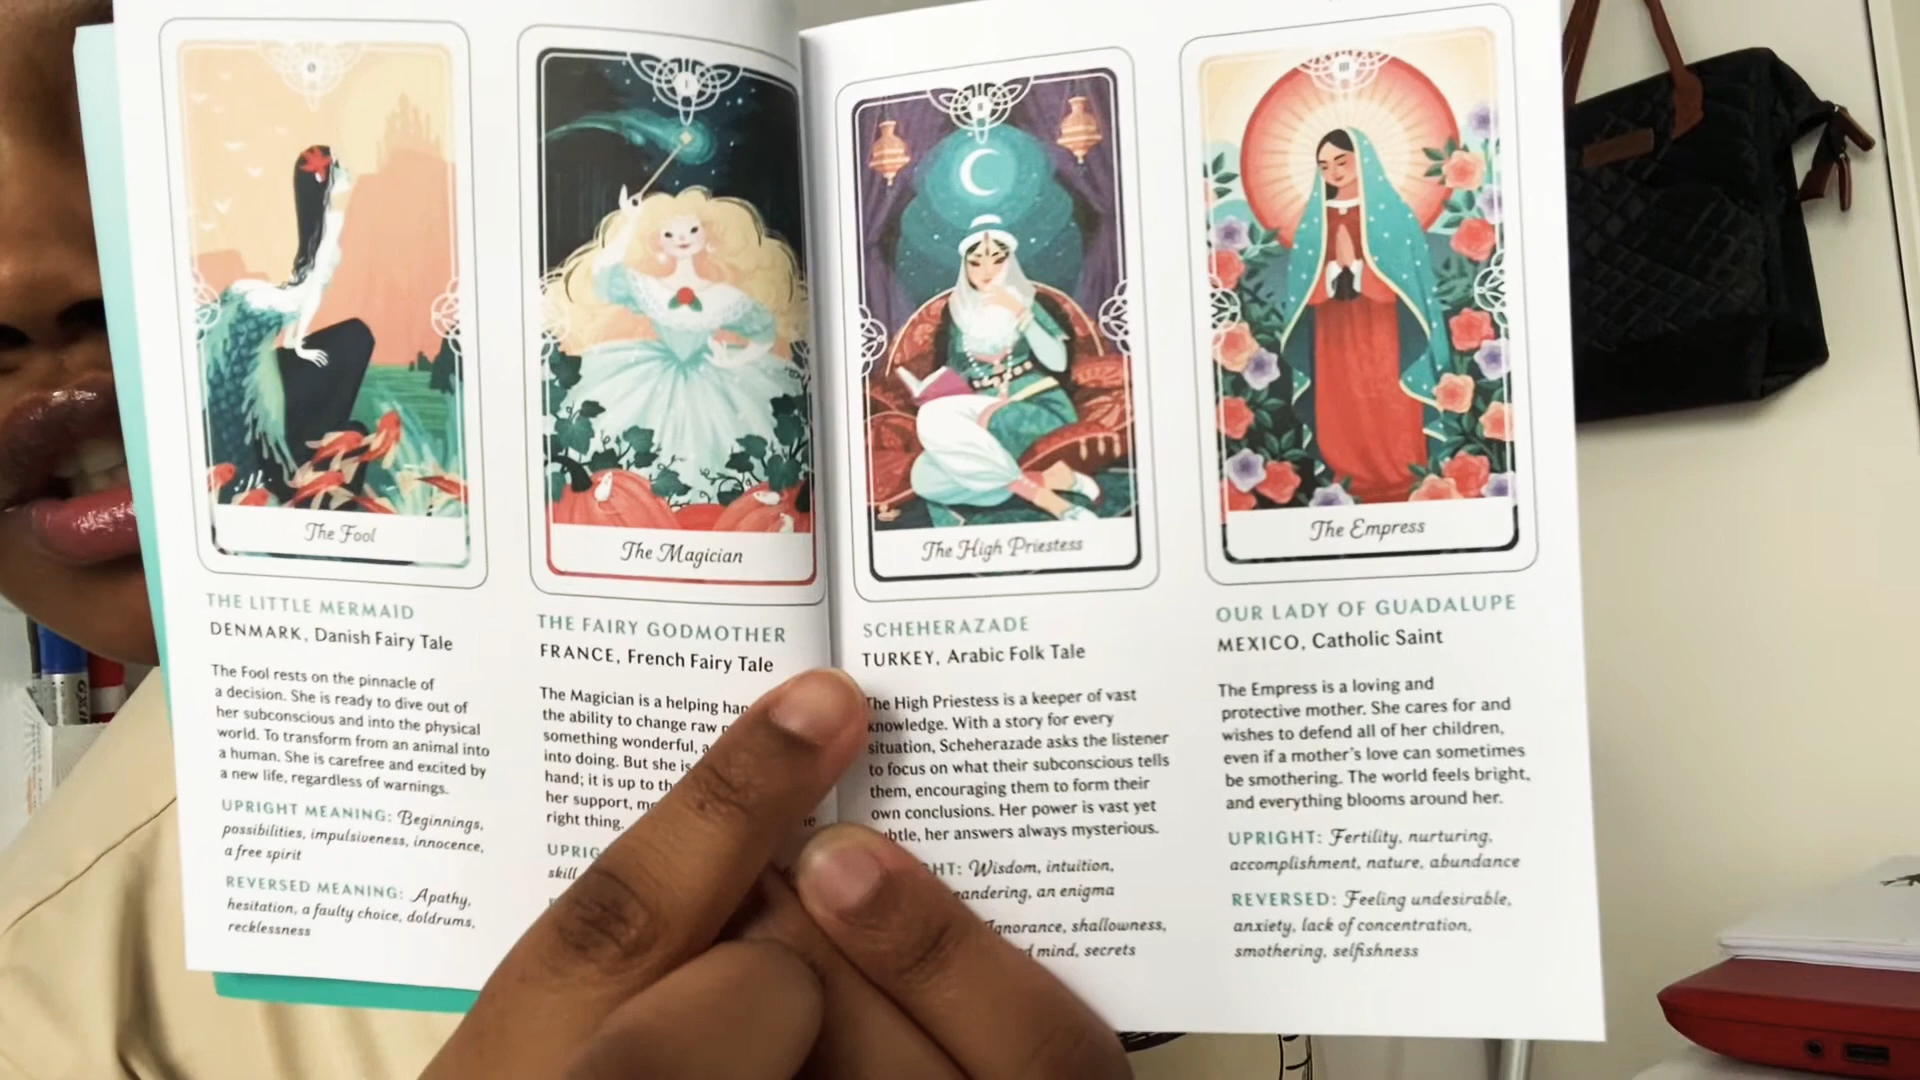 The Fool
THE LITTLE MERMAID
DENMARK, Danish Fairy Tale
The Fool rests on the pinnacle of
a decision. She is ready to dive out of
her subconscious and into the physical
world. To transform from an animal into
a human. She is carefree and excited by
a new life, regardless of warnings.
UPRIGHT MEANING: Beginnings,
possibilities, impulsiveness, innocence,
a free spirit
REVERSED MEANING: Apathy,
hesitation, a faulty choice, doldrums,
recklessness
I
The Magician
THE FAIRY GODMOTHER
FRANCE, French Fairy Tale
The Magician is a helping
the ability to change raw
something wonderful,
into doing. But she is
hand; it is up to
her support,
right thing.
skill
II
The High Priestess
SCHEHERAZADE
TURKEY, Arabic Folk Tale
The High Priestess is a keeper of vast
knowledge. With a story for every
situation, Scheherazade asks the listener
to focus on what their subconscious tells
them, encouraging them to form their
own conclusions. Her power is vast yet
her answers always mysterious.
Wisdom, intuition,
an enigma
Ignorance, shallowness,
mind, secrets
III
The Empress
OUR LADY OF GUADALUPE
MEXICO, Catholic Saint
The Empress is a loving and
protective mother. She cares for and
wishes to defend all of her children,
even if a mother's love can sometimes
be smothering. The world feels bright,
and everything blooms around her.
UPRIGHT: Fertility, nurturing,
accomplishment, nature, abundance
REVERSED: Feeling undesirable,
anxiety, lack of concentration,
smothering, selfishness